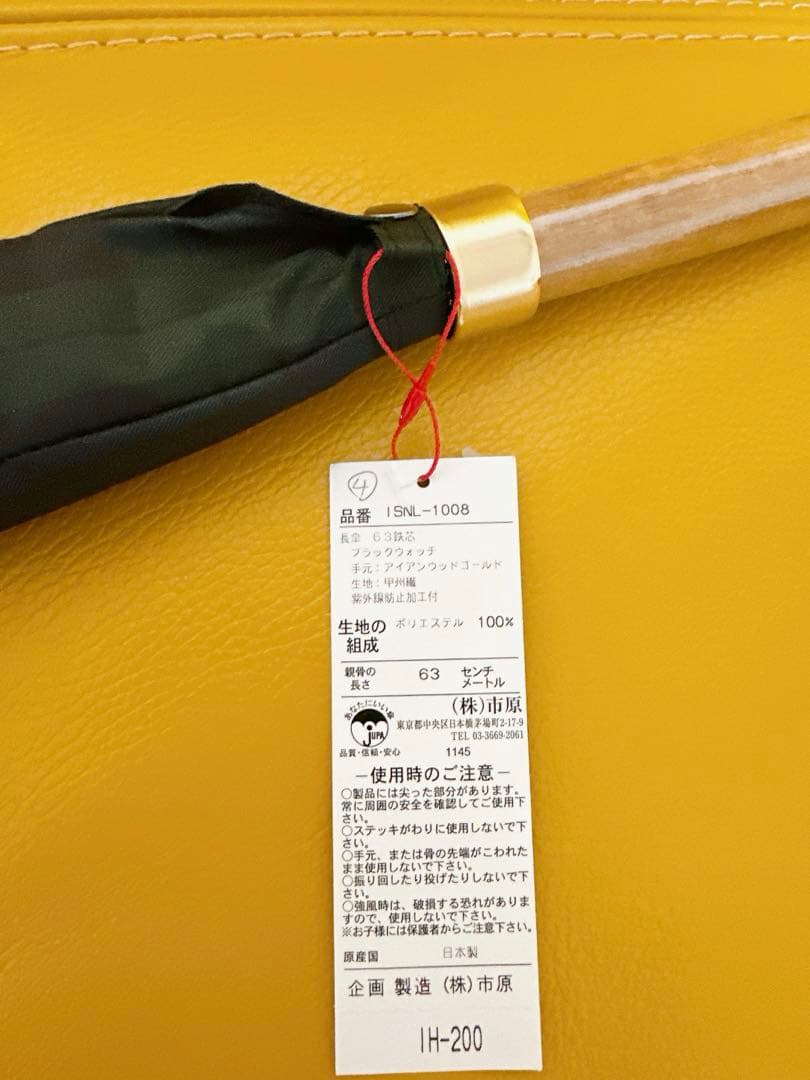 ④
品番 ISNL-1008
長傘 63鉄芯
ブラックウォッチ
手元：アイアンウッドゴールド
生地：甲州織
紫外線防止加工付
生地の組成 ポリエステル 100%
親骨の長さ 63 センチメートル
(株)市原
東京都中央区日本橋茅場町2-17-9
TEL 03-3669-2061
あなたにいい傘
JUPA
品質・信頼・安心 1145
－使用時のご注意－
○製品には尖った部分があります。
常に周囲の安全を確認してご使用下
さい。
○ステッキがわりに使用しないで下
さい。
○手元、または骨の先端がこわれた
まま使用しないで下さい。
○振り回したり投げたりしないで下
さい。
○強風時は、破損する恐れがありま
すので、使用しないで下さい。
※お子様には保護者からご注意下さい。
原産国 日本製
企画 製造 (株)市原
IH-200